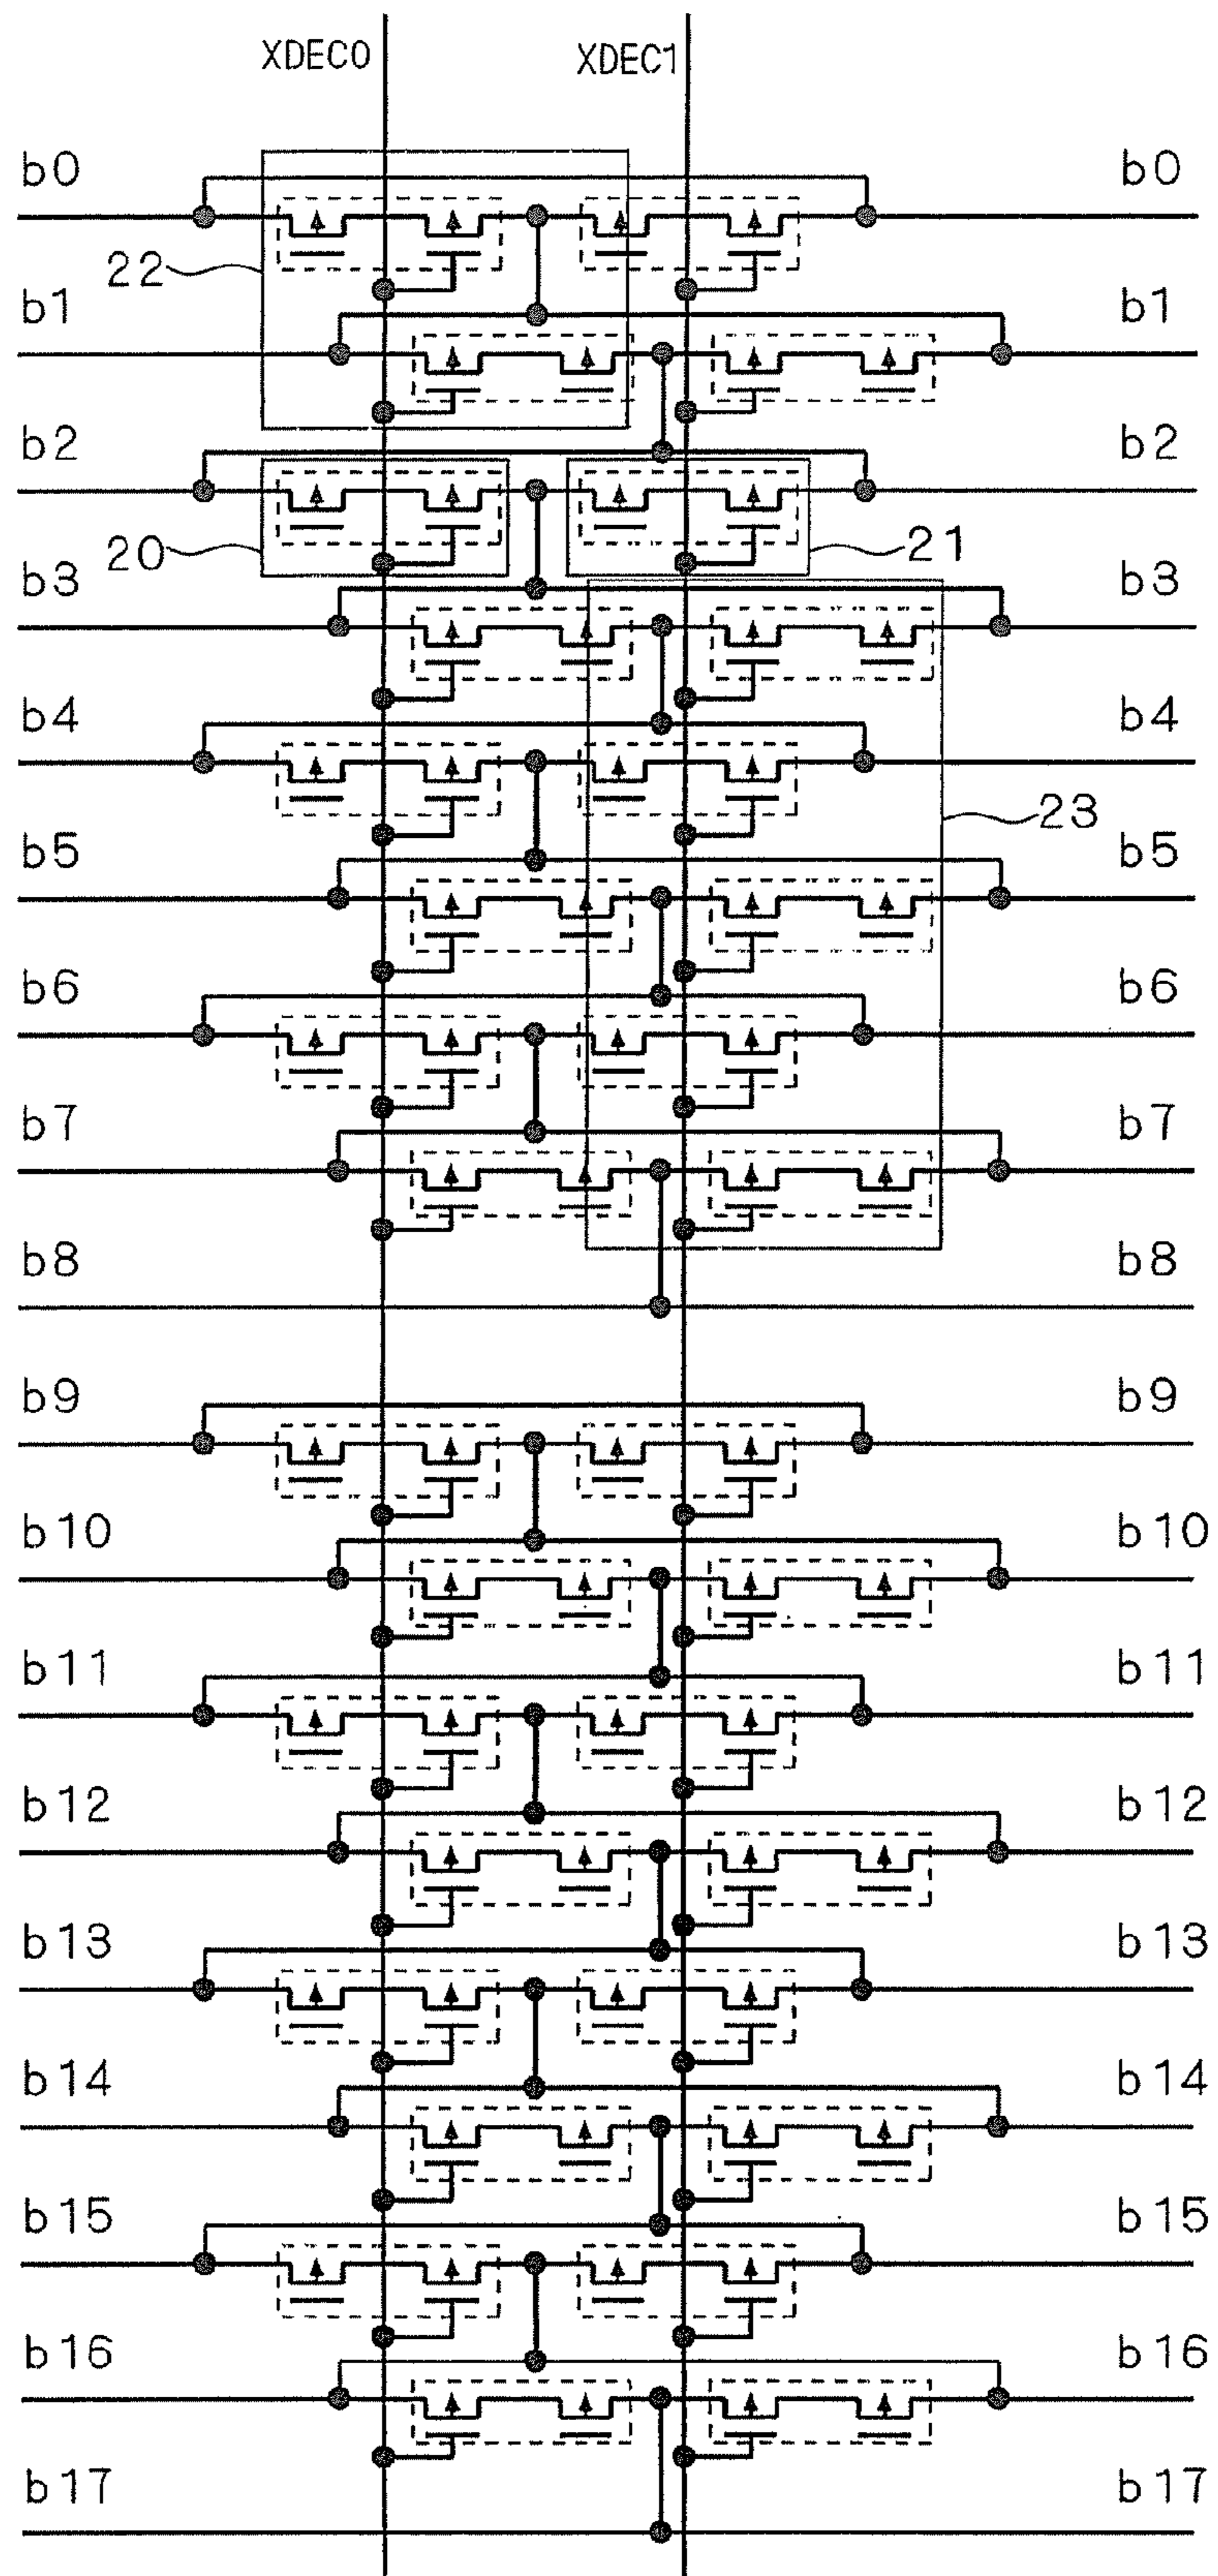 XDEC0 XDEC1
b0 b0
22
b1 b1
b2 b2
20 21
b3 b3
b4 b4
23
b5 b5
b6 b6
b7 b7
b8 b8
b9 b9
b10 b10
b11 b11
b12 b12
b13 b13
b14 b14
b15 b15
b16 b16
b17 b17